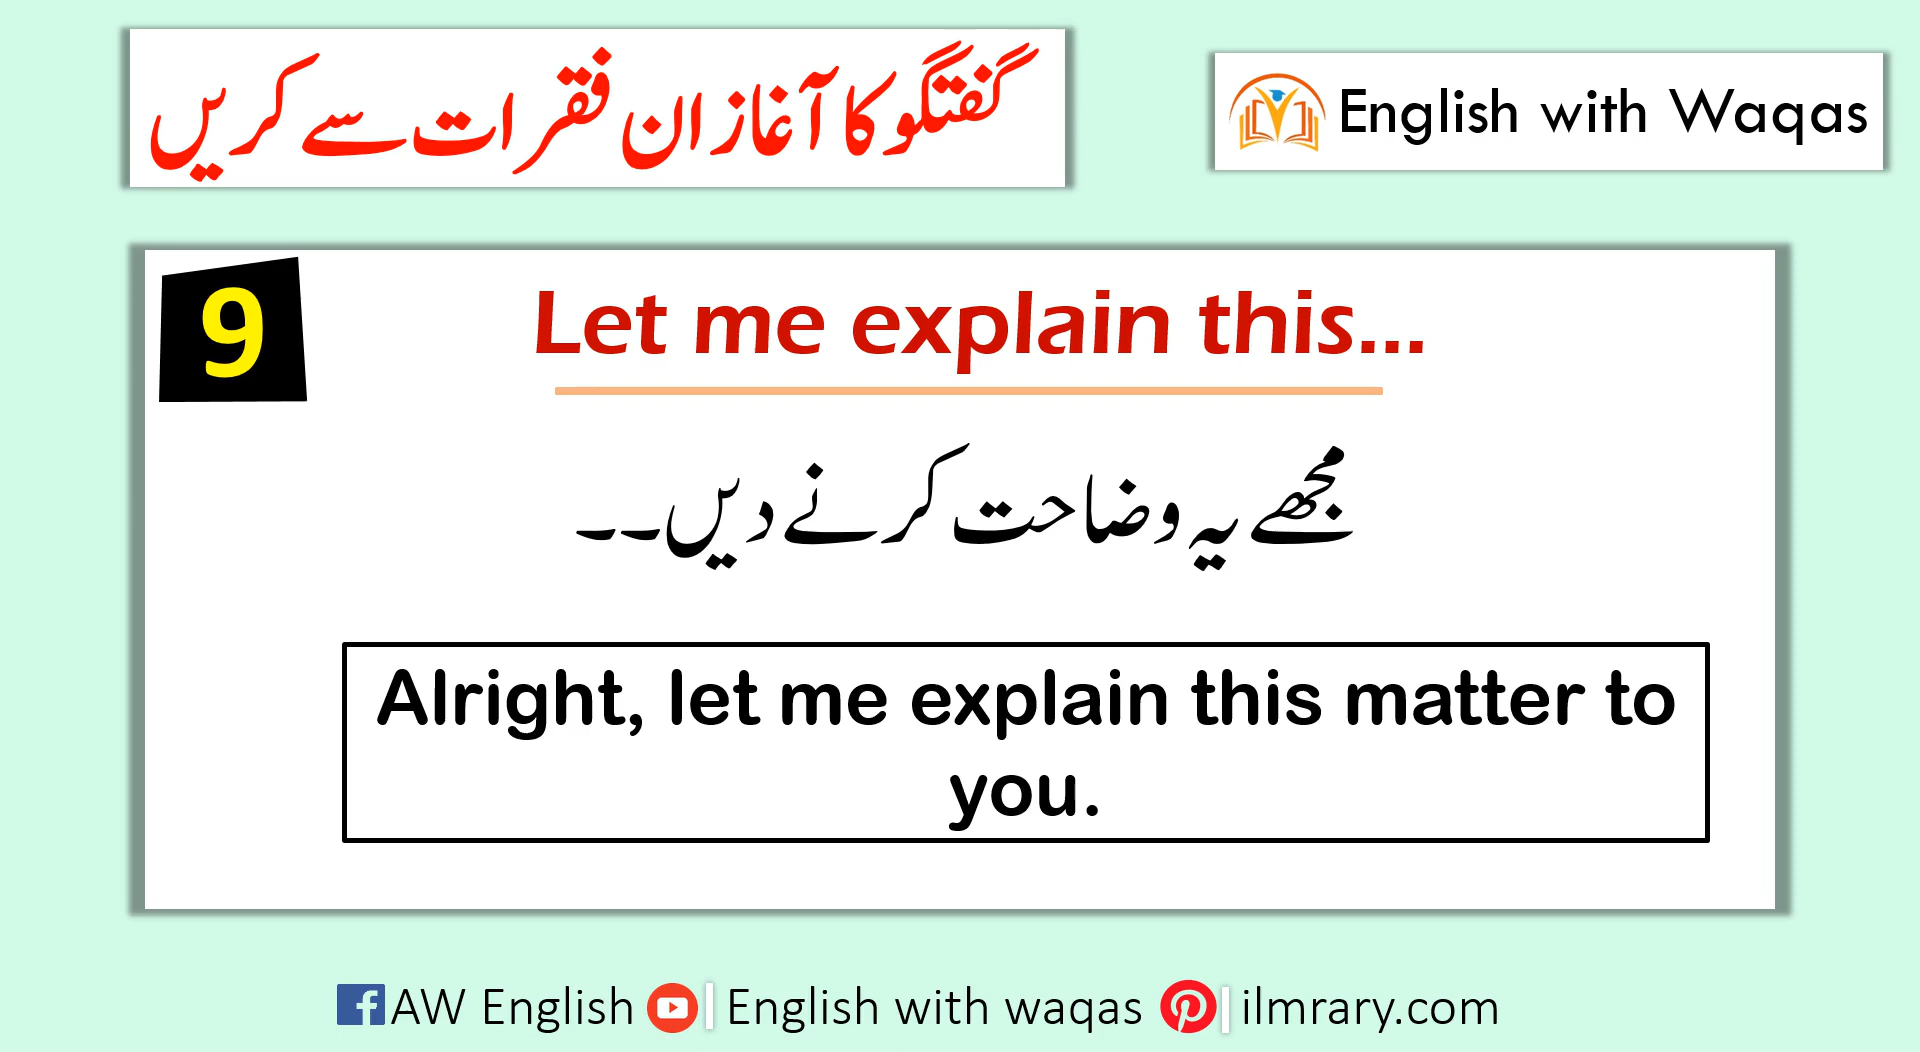 گفتگو کا آغاز ان فقرات سے کریں
English with Waqas
9
Let me explain this...
مجھے یہ وضاحت کرنے دیں۔۔
Alright, let me explain this matter to
you.
AW English | English with waqas | ilmrary.com